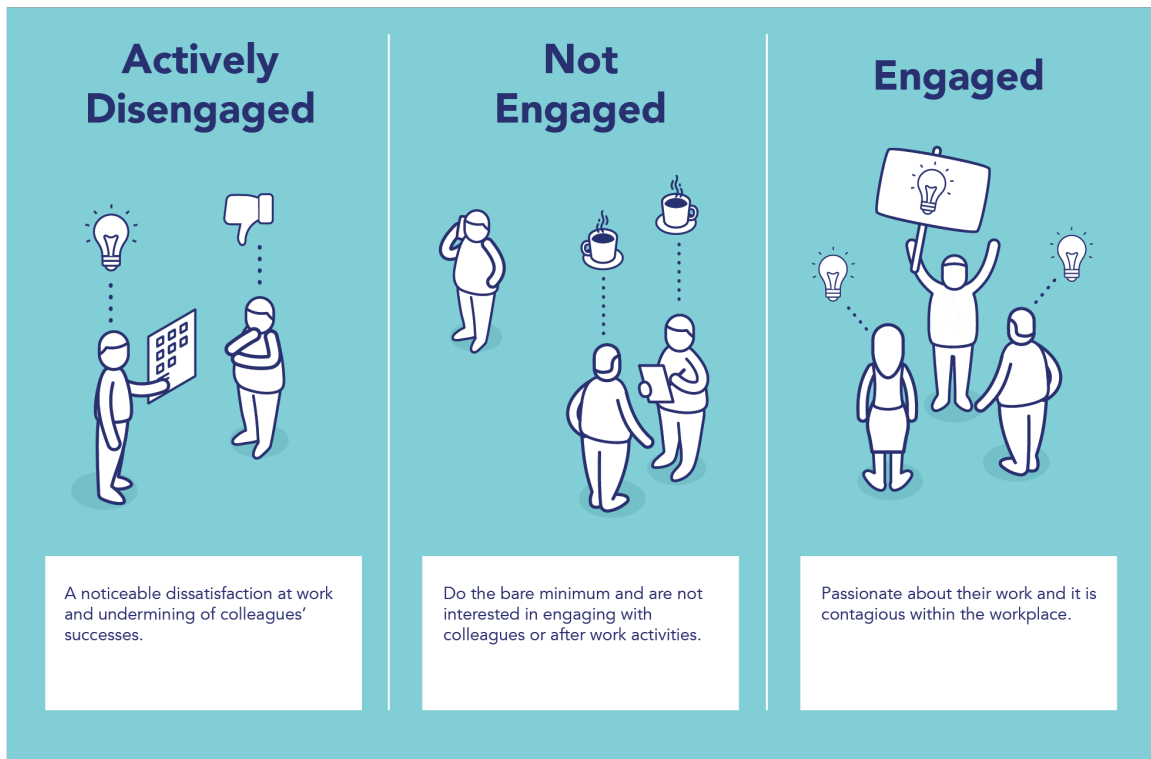 Actively
Disengaged
A noticeable dissatisfaction at work
and undermining of colleagues’
successes.
Not
Engaged
Do the bare minimum and are not
interested in engaging with
colleagues or after work activities.
Engaged
Passionate about their work and it is
contagious within the workplace.